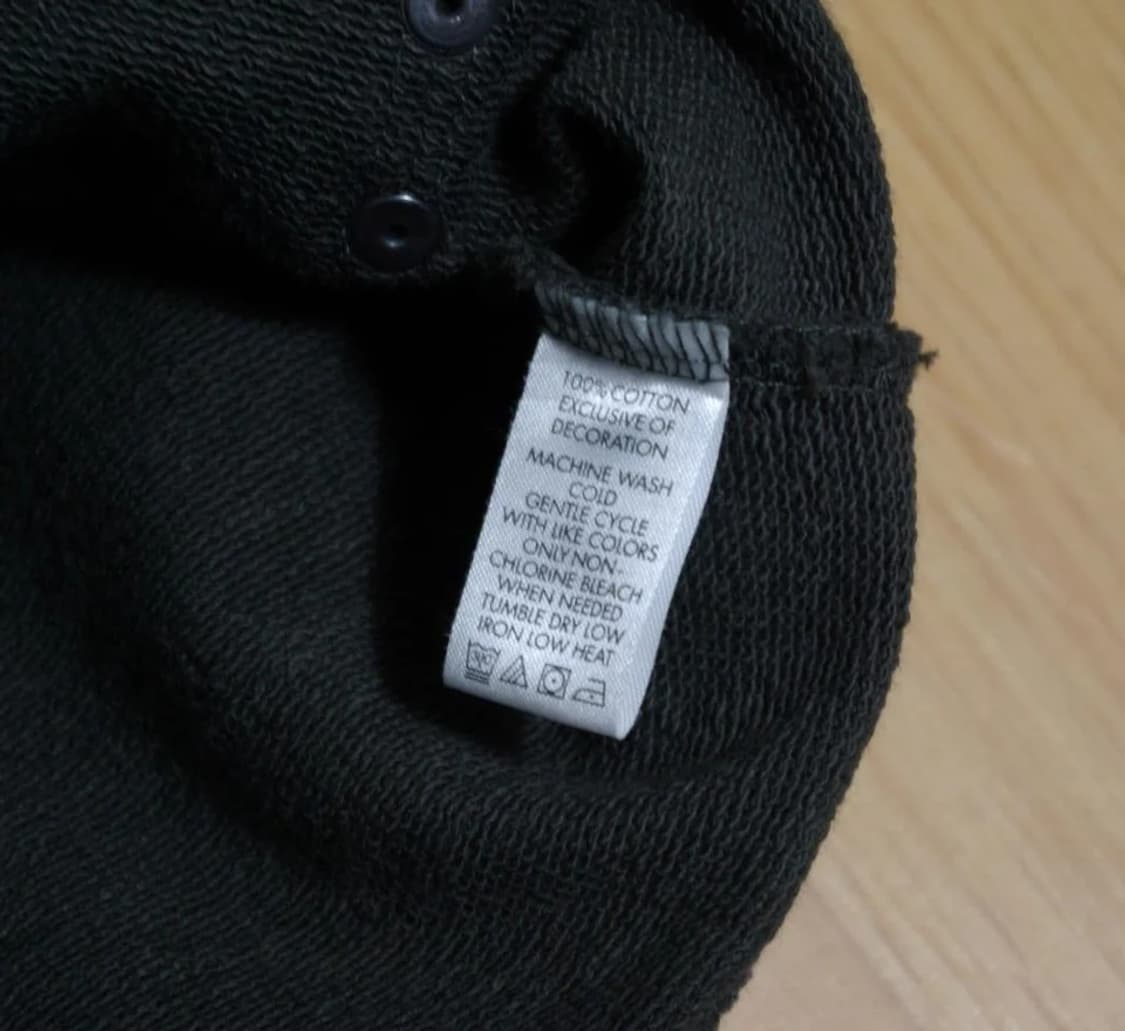 100% COTTON
EXCLUSIVE OF
DECORATION
MACHINE WASH
COLD
GENTLE CYCLE
WITH LIKE COLORS
ONLY NON-
CHLORINE BLEACH
WHEN NEEDED
TUMBLE DRY LOW
IRON LOW HEAT